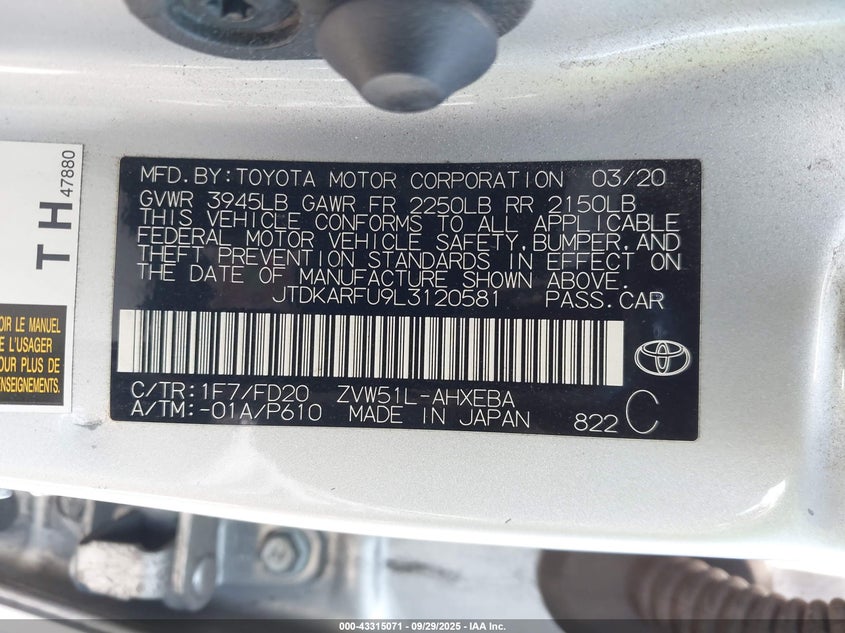 TH
47880
OIR LE MANUEL
E L'USAGER
POUR PLUS DE
ENSEIGNEMENTS.
MFD. BY: TOYOTA MOTOR CORPORATION 03/20
GVWR 3945LB GAWR FR 2250LB RR 2150LB
THIS VEHICLE CONFORMS TO ALL APPLICABLE
FEDERAL MOTOR VEHICLE SAFETY, BUMPER, AND
THEFT PREVENTION STANDARDS IN EFFECT ON
THE DATE OF MANUFACTURE SHOWN ABOVE.
JTDKARFU9L3120581 PASS.CAR
C/TR: 1F7/FD20 ZVW51L-AHXEBA
A/TM: -01A/P610 MADE IN JAPAN 822 C
000-43315071 - 09/29/2025 - IAA Inc.